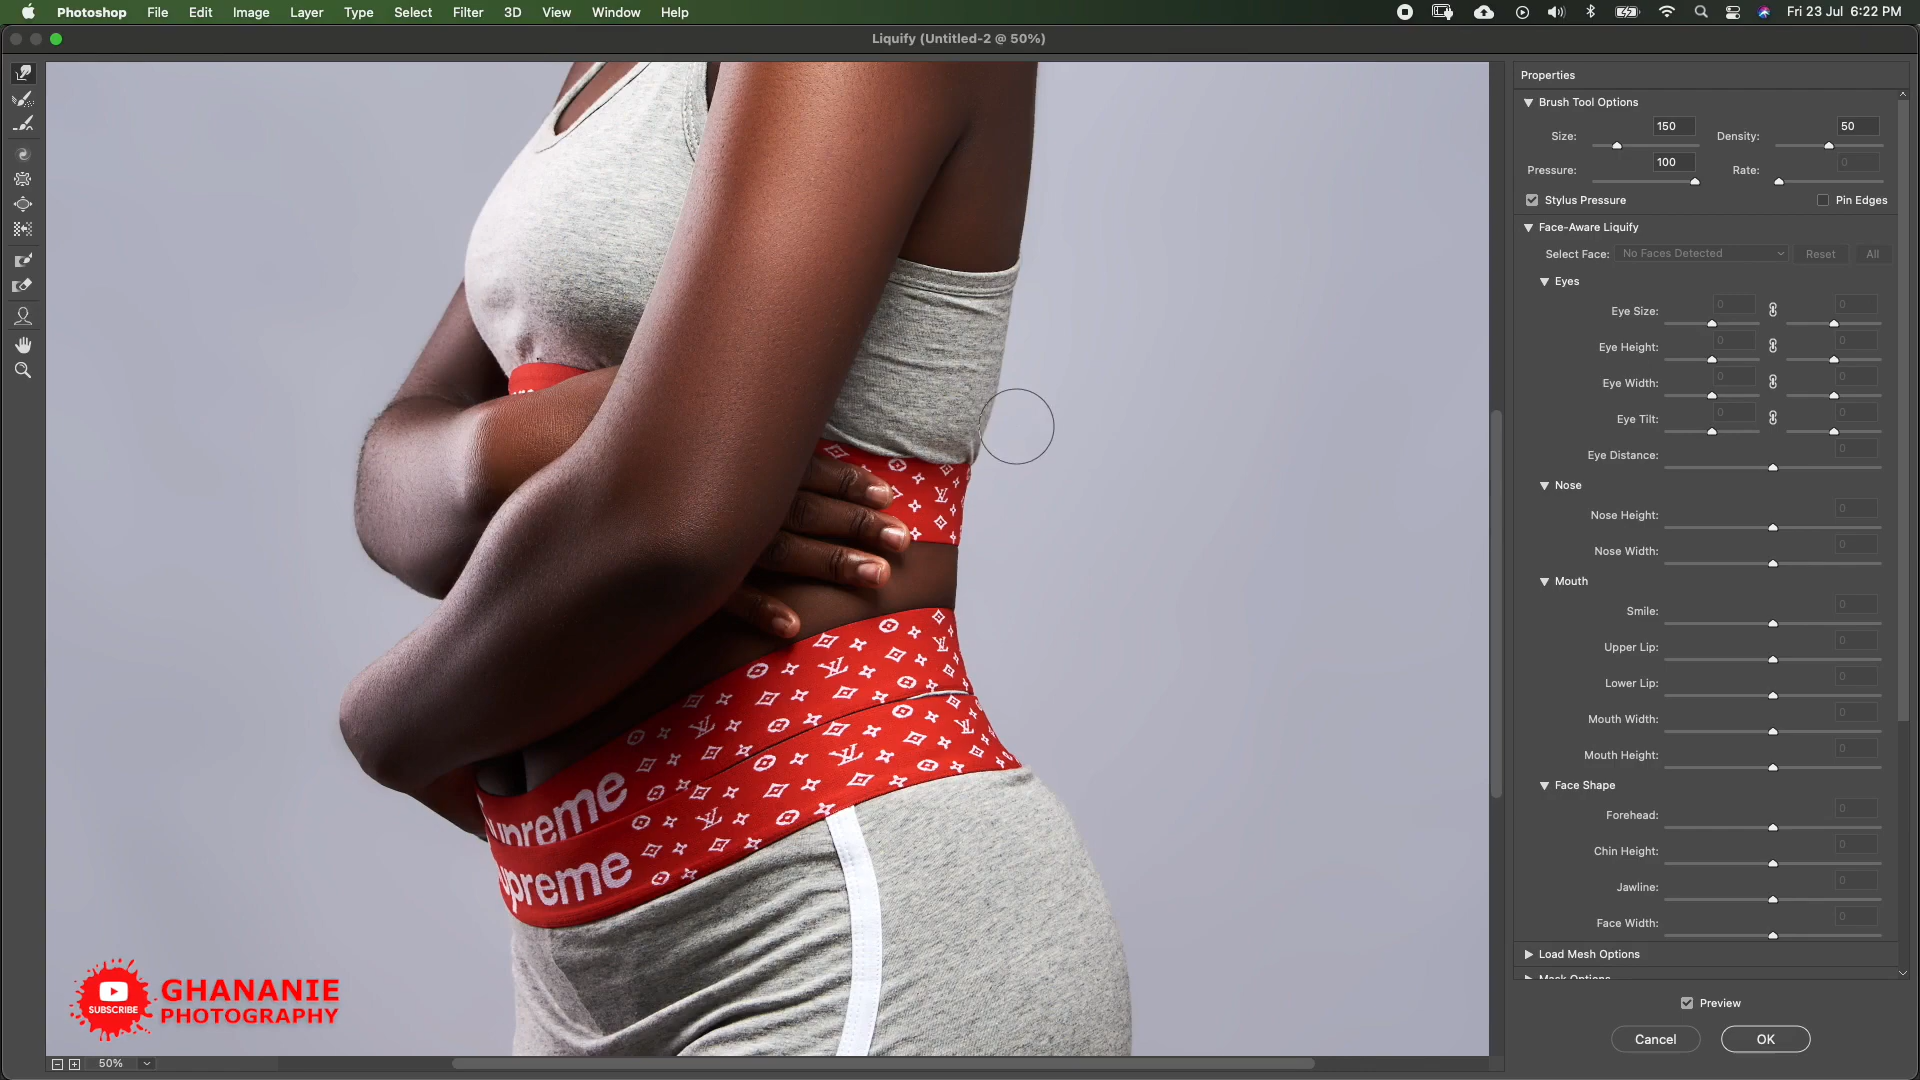 Photoshop File Edit Image Layer Type Select Filter 3D View Window Help
Fri 23 Jul 6:22 PM
Liquify (Untitled-2 @ 50%)
Properties
Brush Tool Options
Size: 150 Density: 50
Pressure: 100 Rate: 0
Stylus Pressure Pin Edges
Face-Aware Liquify
Select Face: No Faces Detected Reset All
Eyes
Eye Size: 0 0
Eye Height: 0 0
Eye Width: 0 0
Eye Tilt: 0 0
Eye Distance: 0
Nose
Nose Height: 0
Nose Width: 0
Mouth
Smile: 0
Upper Lip: 0
Lower Lip: 0
Mouth Width: 0
Mouth Height: 0
Face Shape
Forehead: 0
Chin Height: 0
Jawline: 0
Face Width: 0
Load Mesh Options
Mask Options
Preview
Cancel OK
upreme
upreme
SUBSCRIBE
GHANANIE
PHOTOGRAPHY
50%